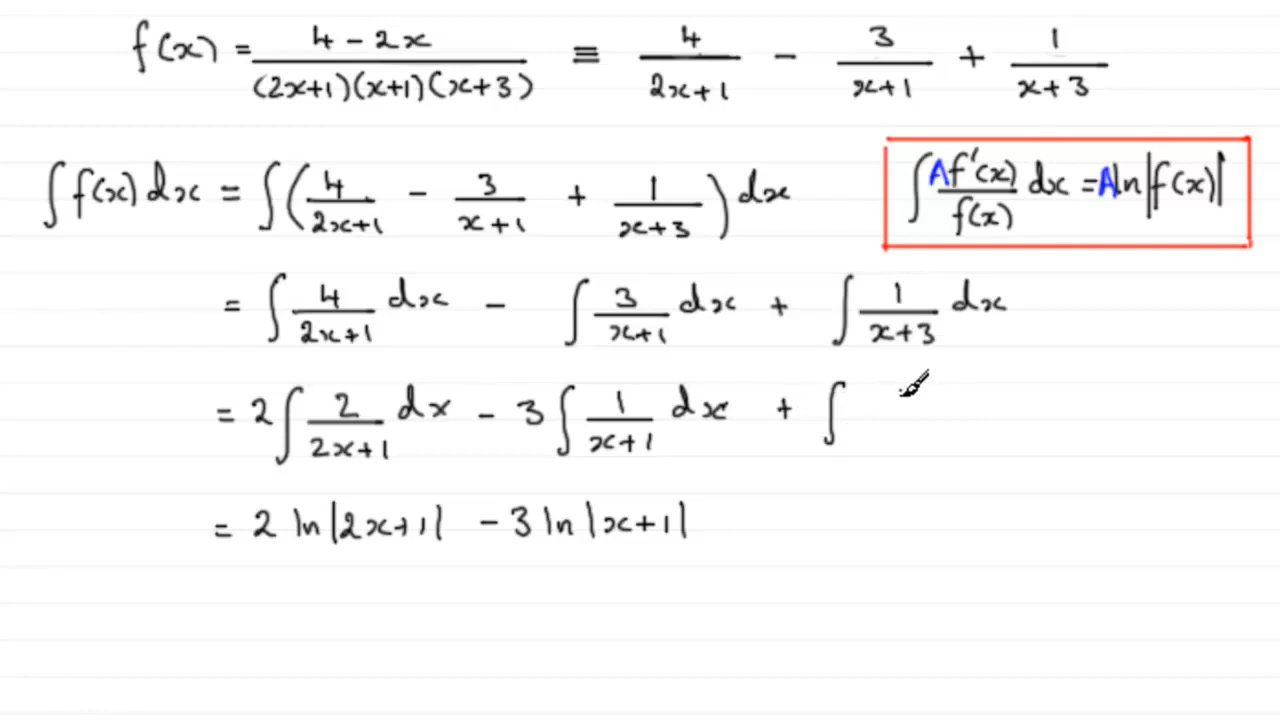 f(x) = (4 - 2x)/((2x+1)(x+1)(x+3)) ≡ 4/(2x+1) - 3/(x+1) + 1/(x+3)
∫ f(x) dx = ∫ (4/(2x+1) - 3/(x+1) + 1/(x+3)) dx
∫ Af'(x)/f(x) dx = A ln|f(x)|
= ∫ 4/(2x+1) dx - ∫ 3/(x+1) dx + ∫ 1/(x+3) dx
= 2 ∫ 2/(2x+1) dx - 3 ∫ 1/(x+1) dx + ∫
= 2 ln|2x+1| - 3 ln|x+1|